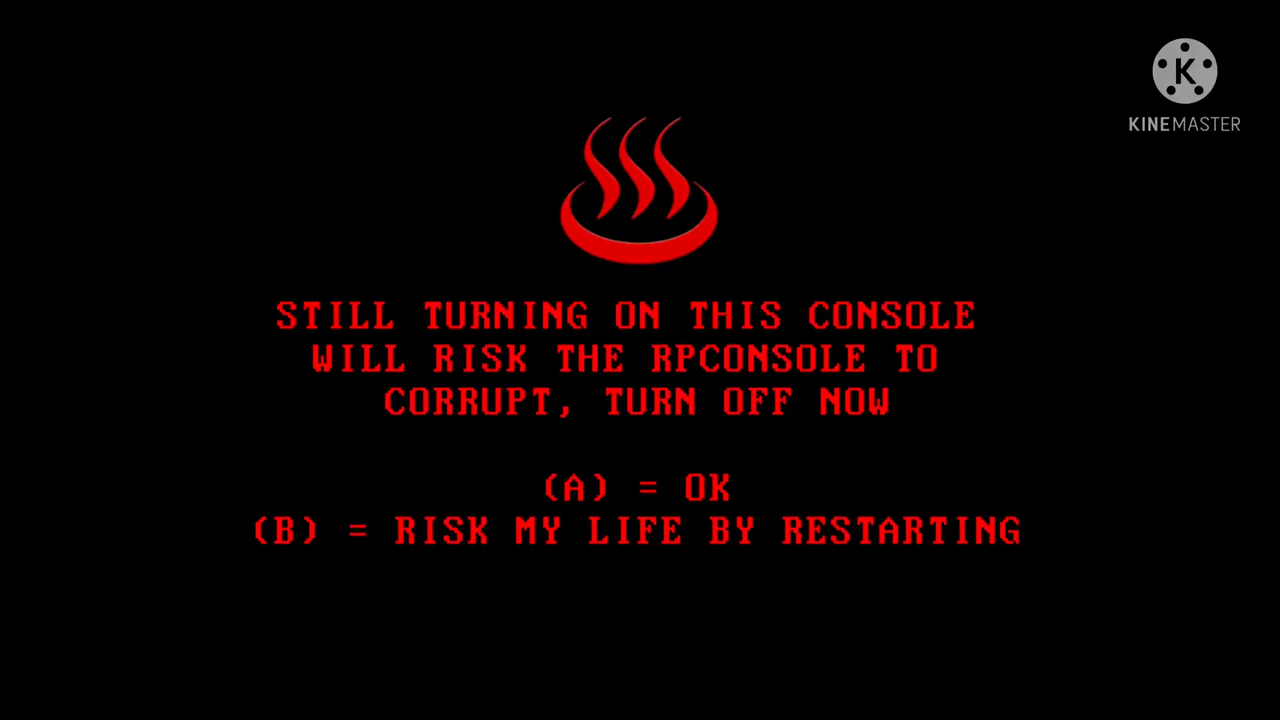 K
KINEMASTER
STILL TURNING ON THIS CONSOLE
WILL RISK THE RPCONSOLE TO
CORRUPT, TURN OFF NOW
(A) = OK
(B) = RISK MY LIFE BY RESTARTING